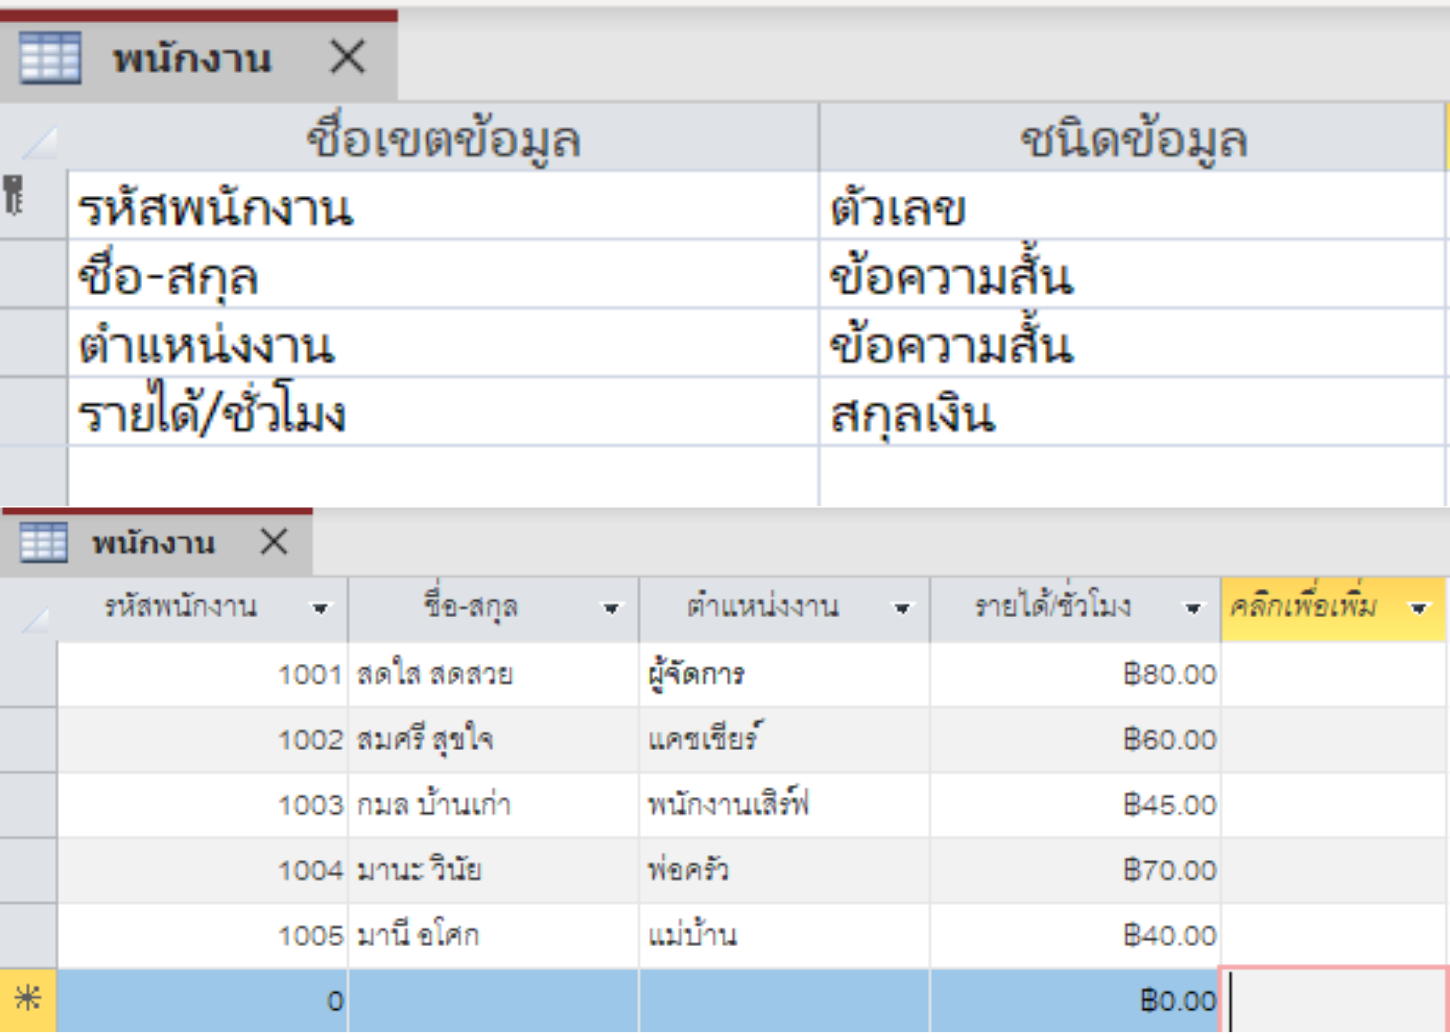 พนักงาน
ชื่อเขตข้อมูล ชนิดข้อมูล
รหัสพนักงาน ตัวเลข
ชื่อ-สกุล ข้อความสั้น
ตำแหน่งงาน ข้อความสั้น
รายได้/ชั่วโมง สกุลเงิน
พนักงาน
รหัสพนักงาน ชื่อ-สกุล ตำแหน่งงาน รายได้/ชั่วโมง คลิกเพื่อเพิ่ม
1001 สดใส สดสวย ผู้จัดการ ฿80.00
1002 สมศรี สุขใจ แคชเชียร์ ฿60.00
1003 กมล บ้านเก่า พนักงานเสิร์ฟ ฿45.00
1004 มานะ วินัย พ่อครัว ฿70.00
1005 มานี อโศก แม่บ้าน ฿40.00
0 ฿0.00